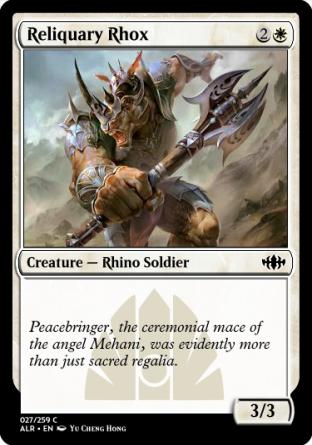 Reliquary Rhox 2
Creature — Rhino Soldier
Peacebringer, the ceremonial mace of
the angel Mehani, was evidently more
than just sacred regalia.
3/3
027/259 C
ALR • EN Yu Cheng Hong